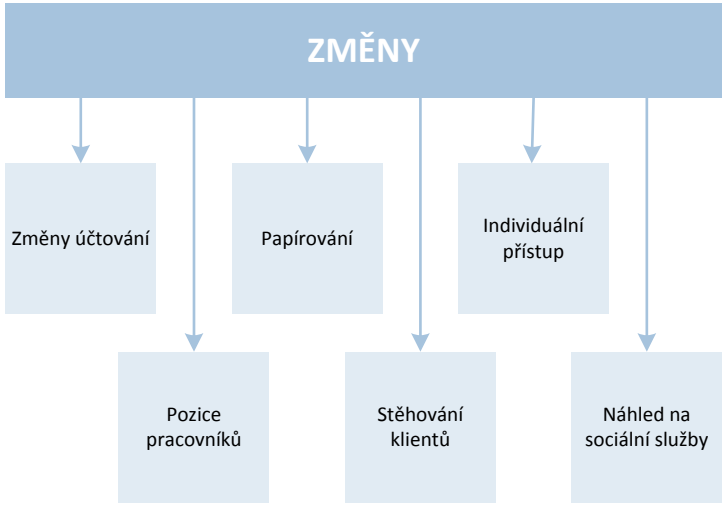 ZMĚNY
Změny účtování
Papírování
Individuální
přístup
Pozice
pracovníků
Stěhování
klientů
Náhled na
sociální služby